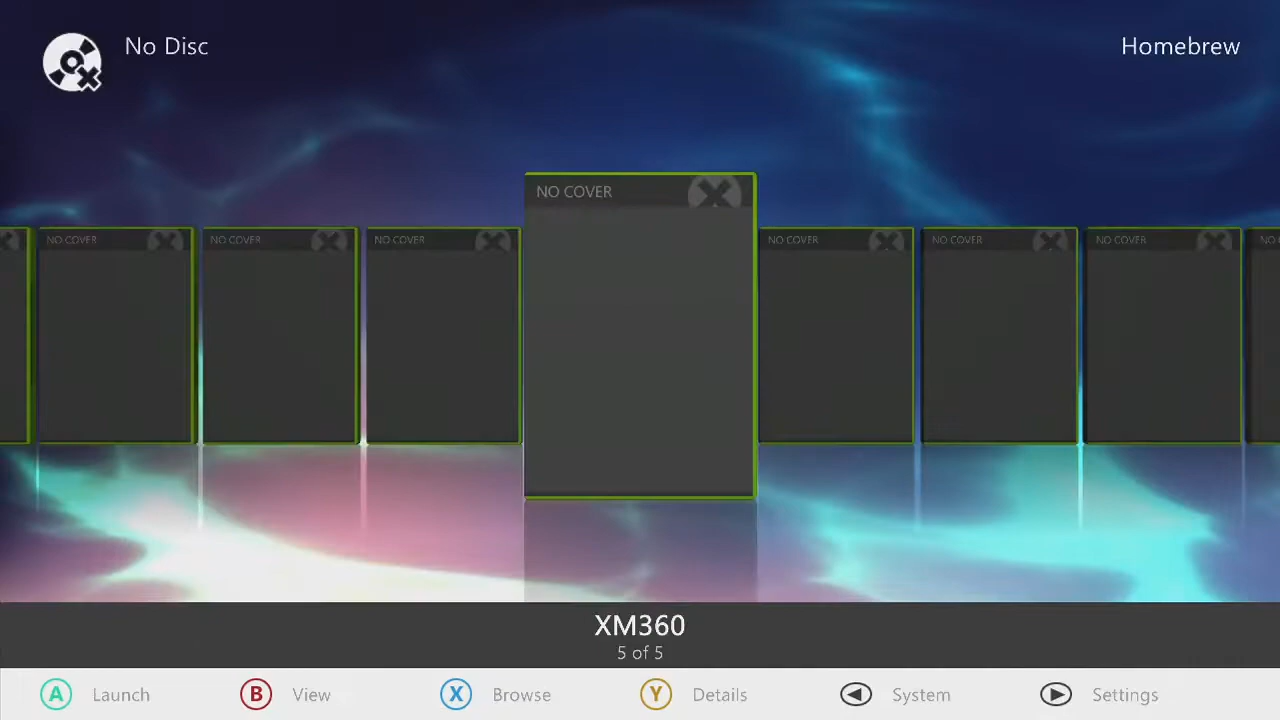 No Disc
Homebrew
NO COVER
NO COVER
NO COVER
NO COVER
NO COVER
NO COVER
NO COVER
NO
XM360
5 of 5
A Launch
B View
X Browse
Y Details
System
Settings